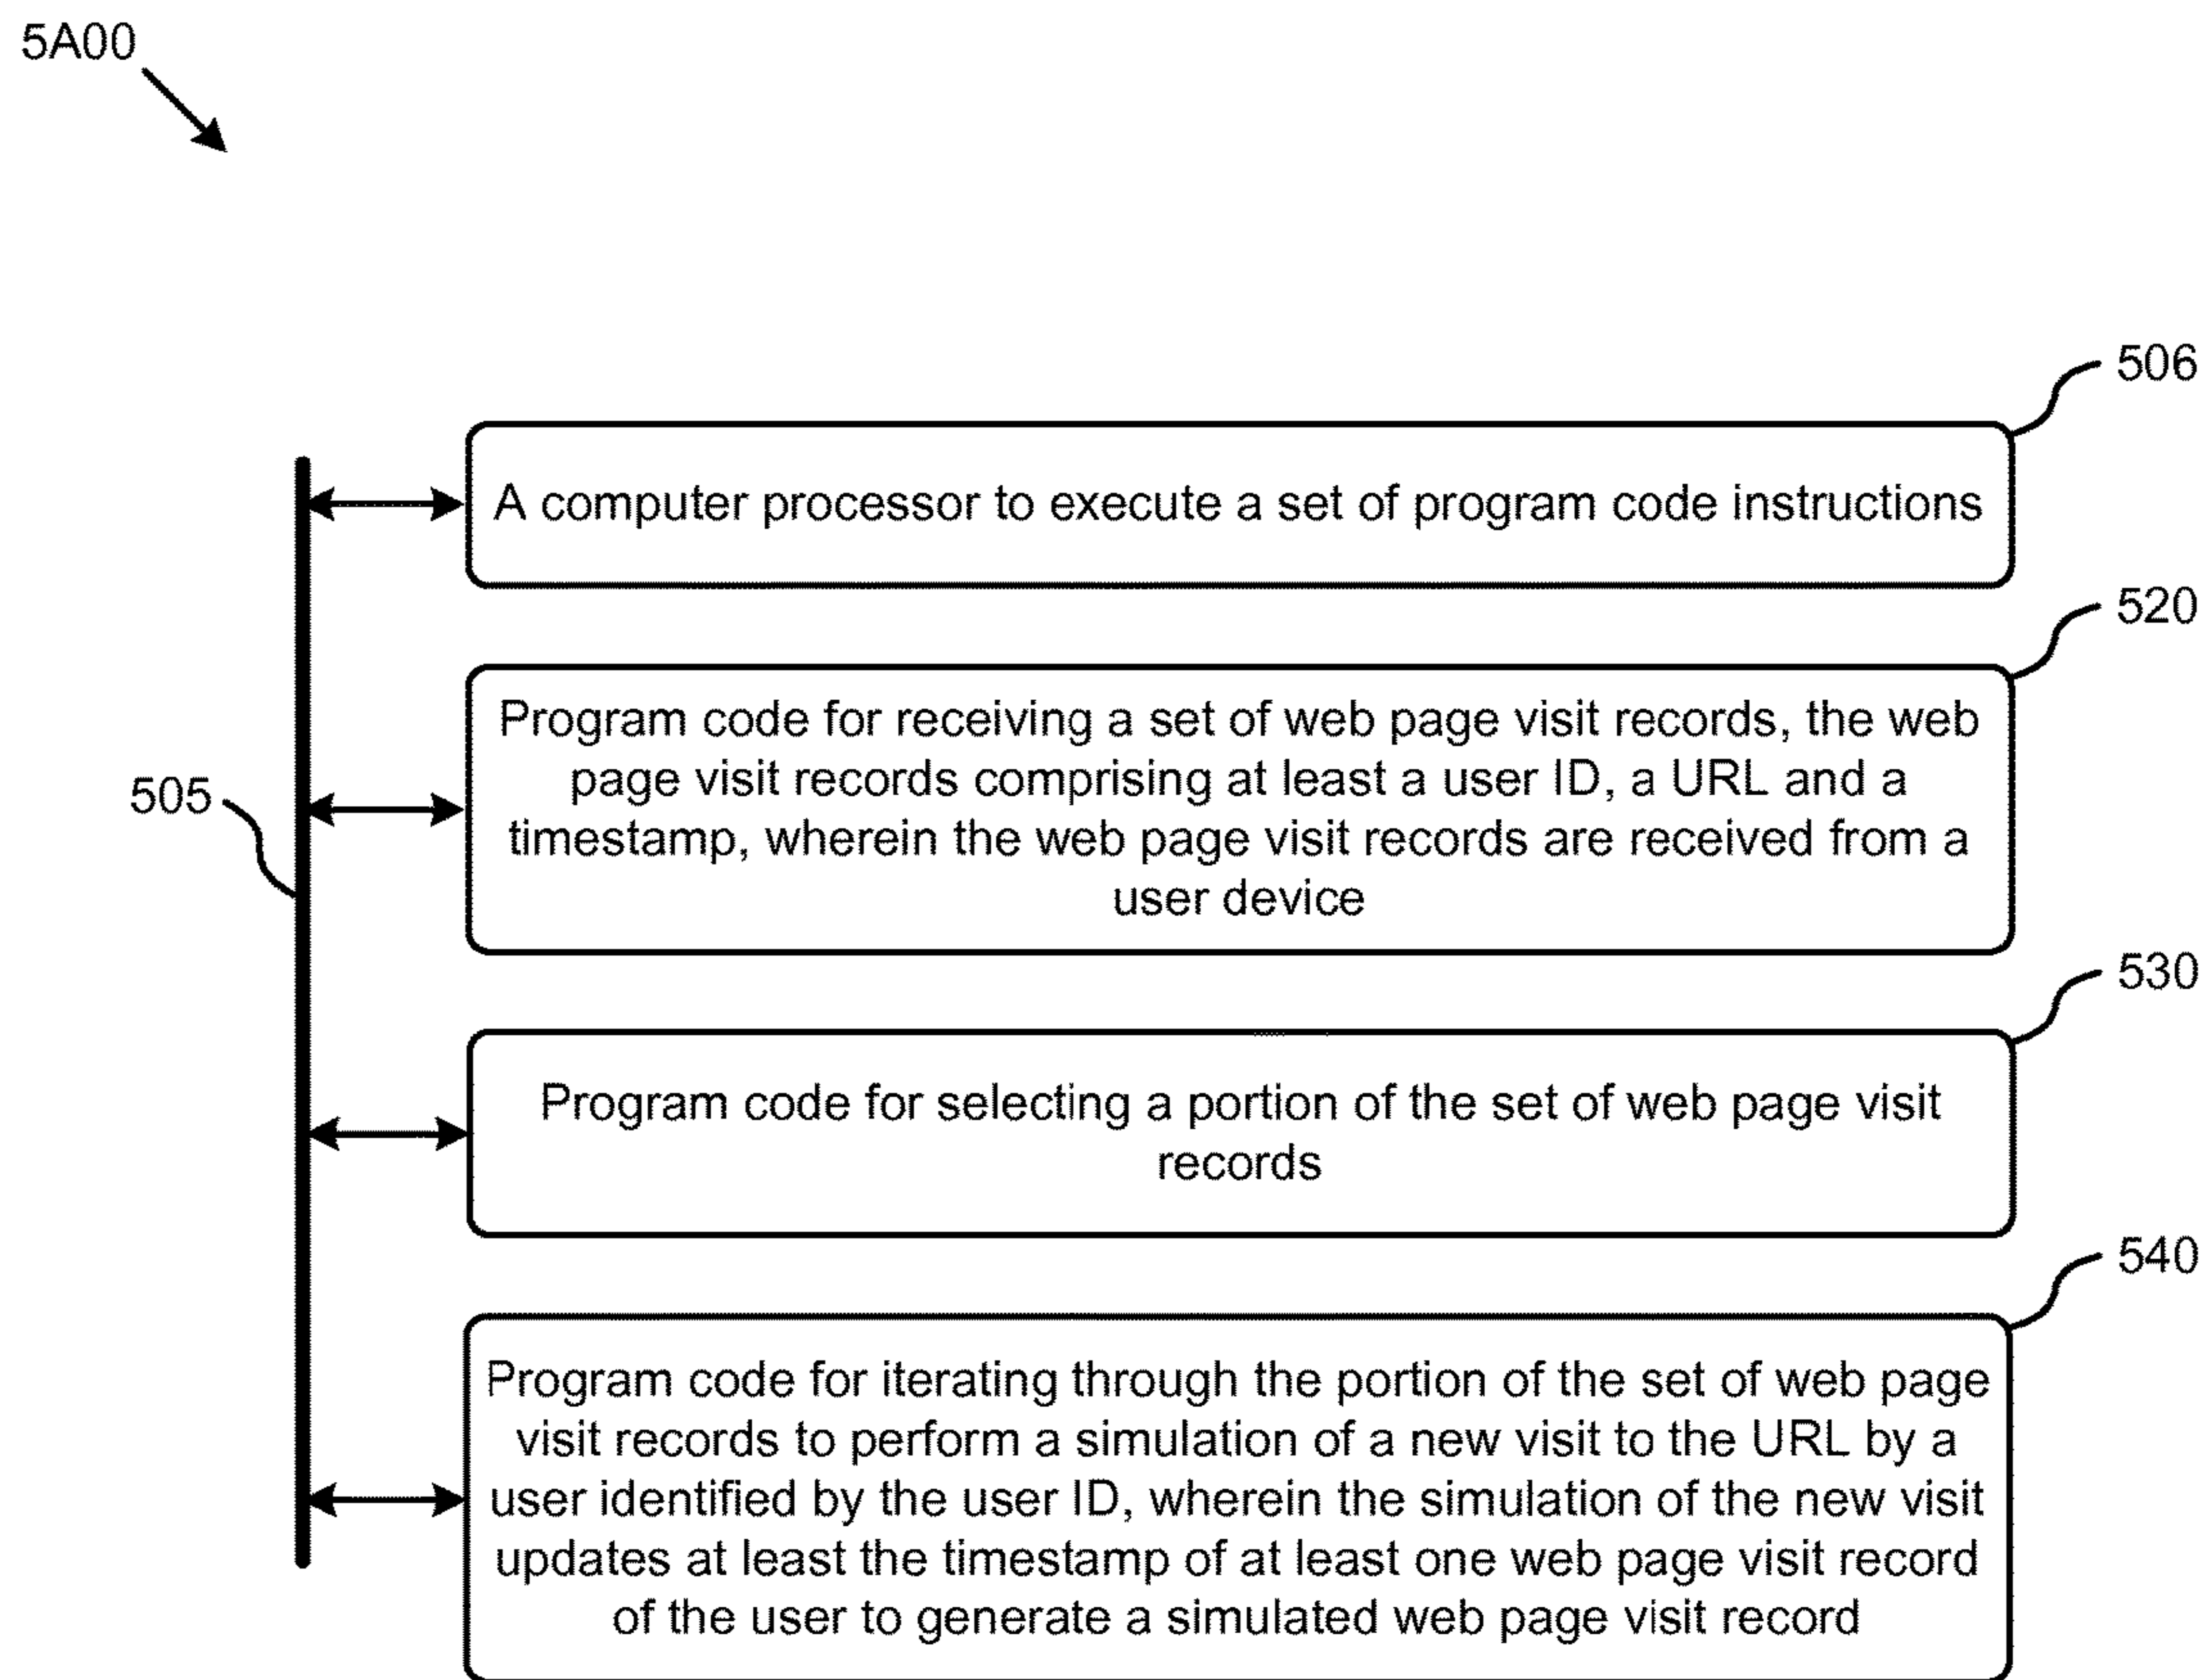 5A00
506
A computer processor to execute a set of program code instructions
520
Program code for receiving a set of web page visit records, the web
page visit records comprising at least a user ID, a URL and a
timestamp, wherein the web page visit records are received from a
user device
505
530
Program code for selecting a portion of the set of web page visit
records
540
Program code for iterating through the portion of the set of web page
visit records to perform a simulation of a new visit to the URL by a
user identified by the user ID, wherein the simulation of the new visit
updates at least the timestamp of at least one web page visit record
of the user to generate a simulated web page visit record